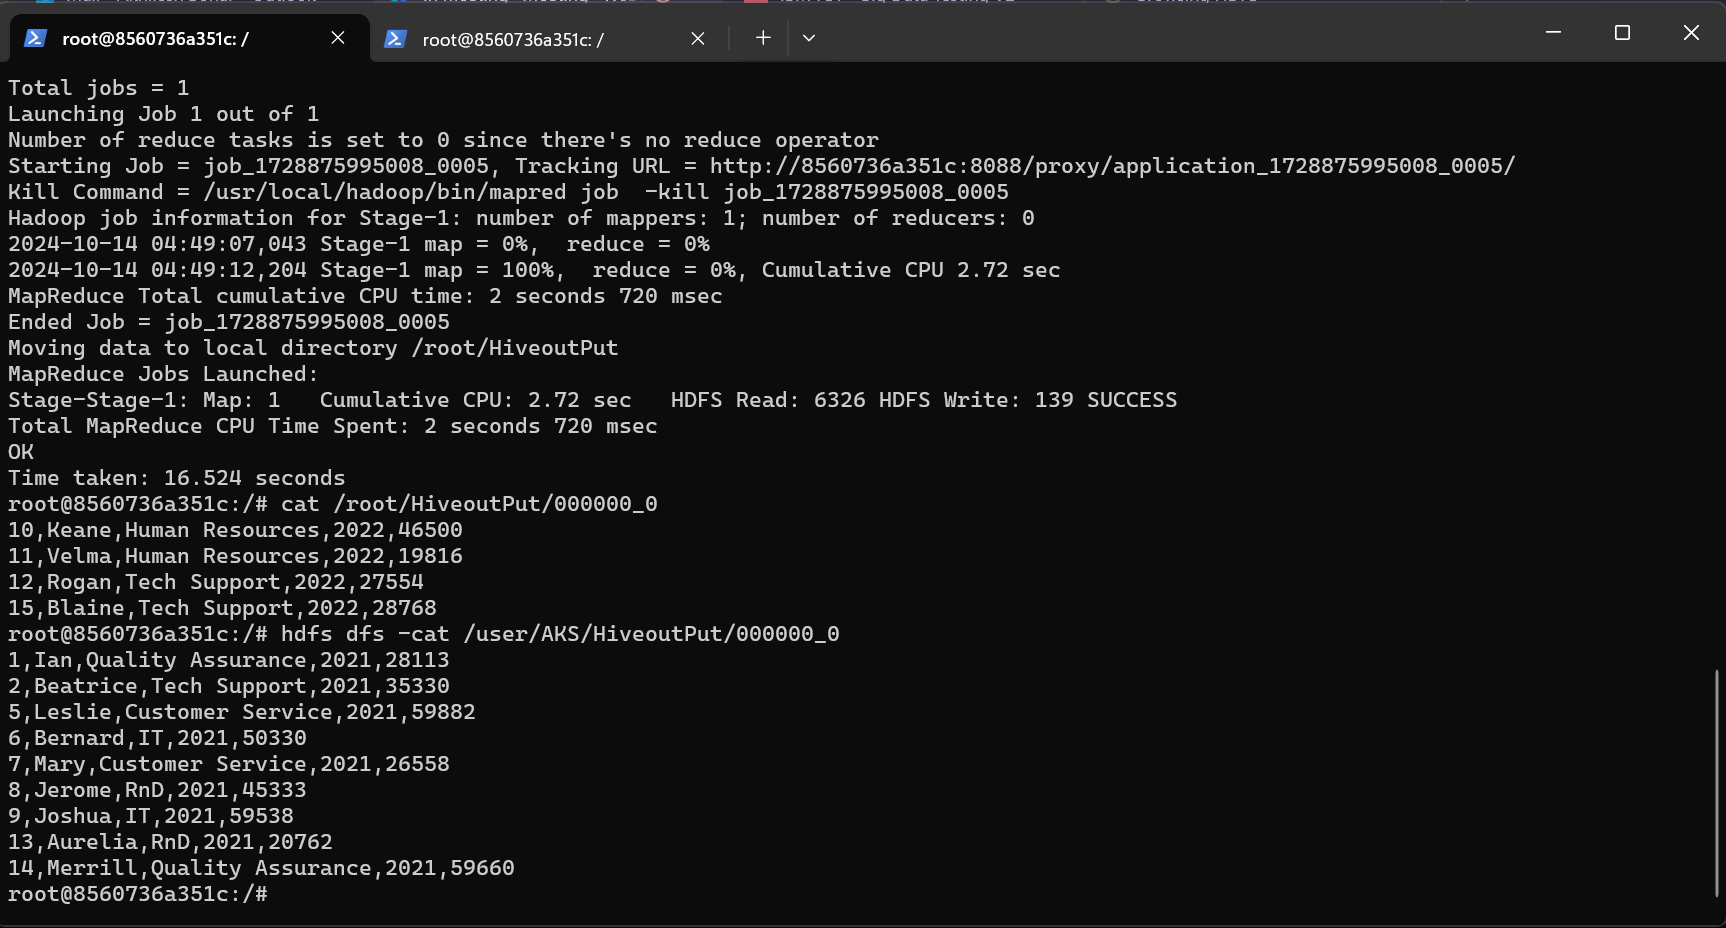 root@8560736a351c: /
root@8560736a351c: /
Total jobs = 1
Launching Job 1 out of 1
Number of reduce tasks is set to 0 since there's no reduce operator
Starting Job = job_1728875995008_0005, Tracking URL = http://8560736a351c:8088/proxy/application_1728875995008_0005/
Kill Command = /usr/local/hadoop/bin/mapred job  -kill job_1728875995008_0005
Hadoop job information for Stage-1: number of mappers: 1; number of reducers: 0
2024-10-14 04:49:07,043 Stage-1 map = 0%,  reduce = 0%
2024-10-14 04:49:12,204 Stage-1 map = 100%,  reduce = 0%, Cumulative CPU 2.72 sec
MapReduce Total cumulative CPU time: 2 seconds 720 msec
Ended Job = job_1728875995008_0005
Moving data to local directory /root/HiveoutPut
MapReduce Jobs Launched:
Stage-Stage-1: Map: 1   Cumulative CPU: 2.72 sec   HDFS Read: 6326 HDFS Write: 139 SUCCESS
Total MapReduce CPU Time Spent: 2 seconds 720 msec
OK
Time taken: 16.524 seconds
root@8560736a351c:/# cat /root/HiveoutPut/000000_0
10,Keane,Human Resources,2022,46500
11,Velma,Human Resources,2022,19816
12,Rogan,Tech Support,2022,27554
15,Blaine,Tech Support,2022,28768
root@8560736a351c:/# hdfs dfs -cat /user/AKS/HiveoutPut/000000_0
1,Ian,Quality Assurance,2021,28113
2,Beatrice,Tech Support,2021,35330
5,Leslie,Customer Service,2021,59882
6,Bernard,IT,2021,50330
7,Mary,Customer Service,2021,26558
8,Jerome,RnD,2021,45333
9,Joshua,IT,2021,59538
13,Aurelia,RnD,2021,20762
14,Merrill,Quality Assurance,2021,59660
root@8560736a351c:/#